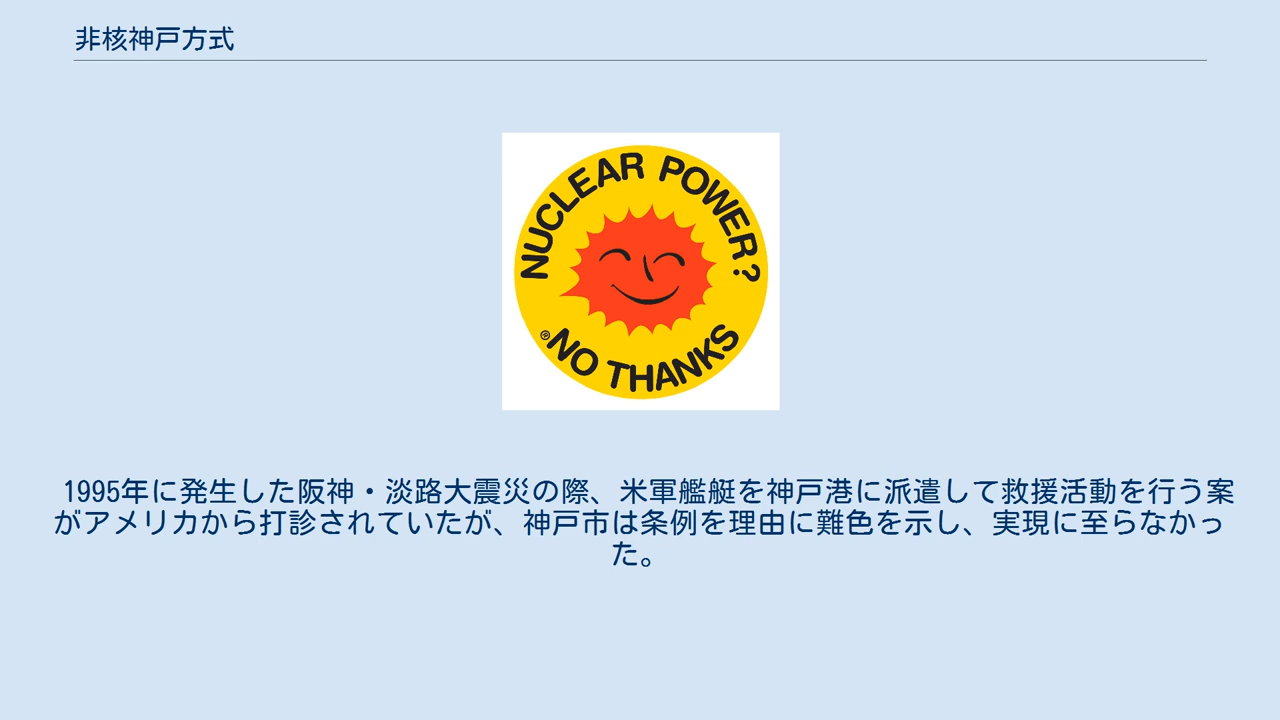 非核神戸方式
NUCLEAR POWER?
®NO THANKS
1995年に発生した阪神・淡路大震災の際、米軍艦艇を神戸港に派遣して救援活動を行う案
がアメリカから打診されていたが、神戸市は条例を理由に難色を示し、実現に至らなかっ
た。